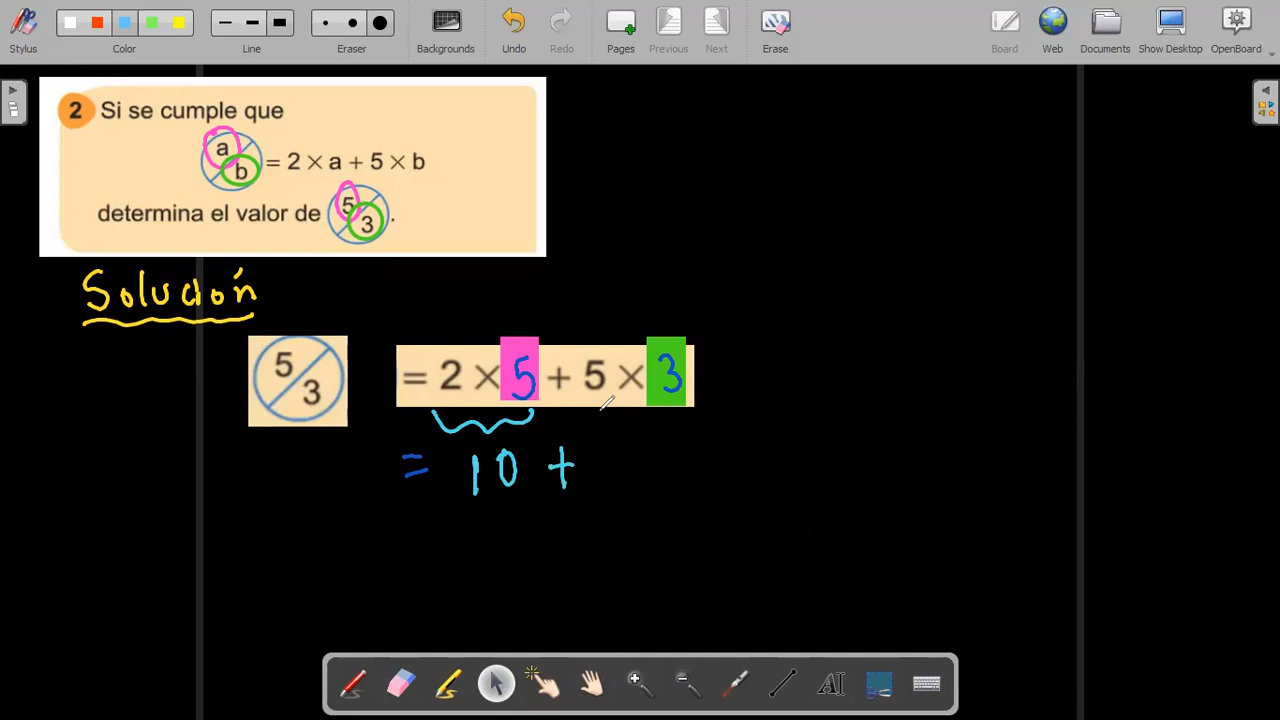 Stylus Color Line Eraser Backgrounds Undo Redo Pages Previous Next Erase Board Web Documents Show Desktop OpenBoard
2 Si se cumple que
a
b = 2 × a + 5 × b
determina el valor de 5
3 .
Solución
5
3 = 2 × 5 + 5 × 3
= 10 +
AI